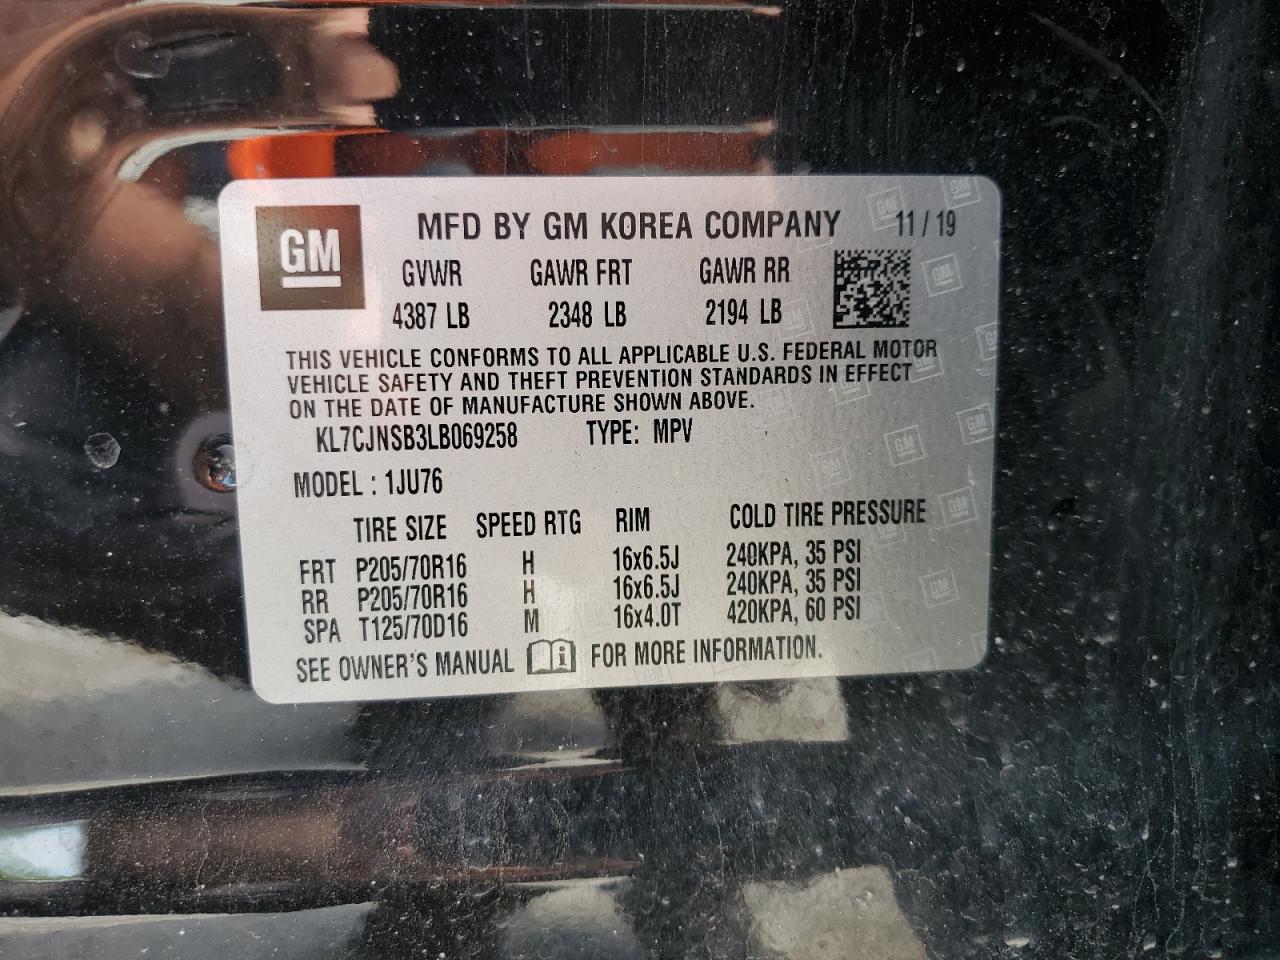 GM
MFD BY GM KOREA COMPANY 11 / 19
GVWR GAWR FRT GAWR RR
4387 LB 2348 LB 2194 LB
THIS VEHICLE CONFORMS TO ALL APPLICABLE U.S. FEDERAL MOTOR
VEHICLE SAFETY AND THEFT PREVENTION STANDARDS IN EFFECT
ON THE DATE OF MANUFACTURE SHOWN ABOVE.
KL7CJNSB3LB069258 TYPE: MPV
MODEL : 1JU76
TIRE SIZE SPEED RTG RIM COLD TIRE PRESSURE
FRT P205/70R16 H 16x6.5J 240KPA, 35 PSI
RR P205/70R16 H 16x6.5J 240KPA, 35 PSI
SPA T125/70D16 M 16x4.0T 420KPA, 60 PSI
SEE OWNER'S MANUAL i FOR MORE INFORMATION.